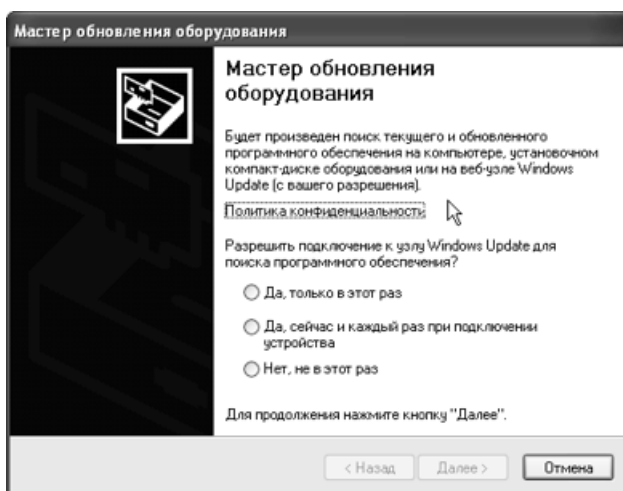 Мастер обновления оборудования
Мастер обновления
оборудования
Будет произведен поиск текущего и обновленного
программного обеспечения на компьютере, установочном
компакт-диске оборудования или на веб-узле Windows
Update (с вашего разрешения).
Политика конфиденциальности
Разрешить подключение к узлу Windows Update для
поиска программного обеспечения?
Да, только в этот раз
Да, сейчас и каждый раз при подключении
устройства
Нет, не в этот раз
Для продолжения нажмите кнопку "Далее".
< Назад Далее > Отмена